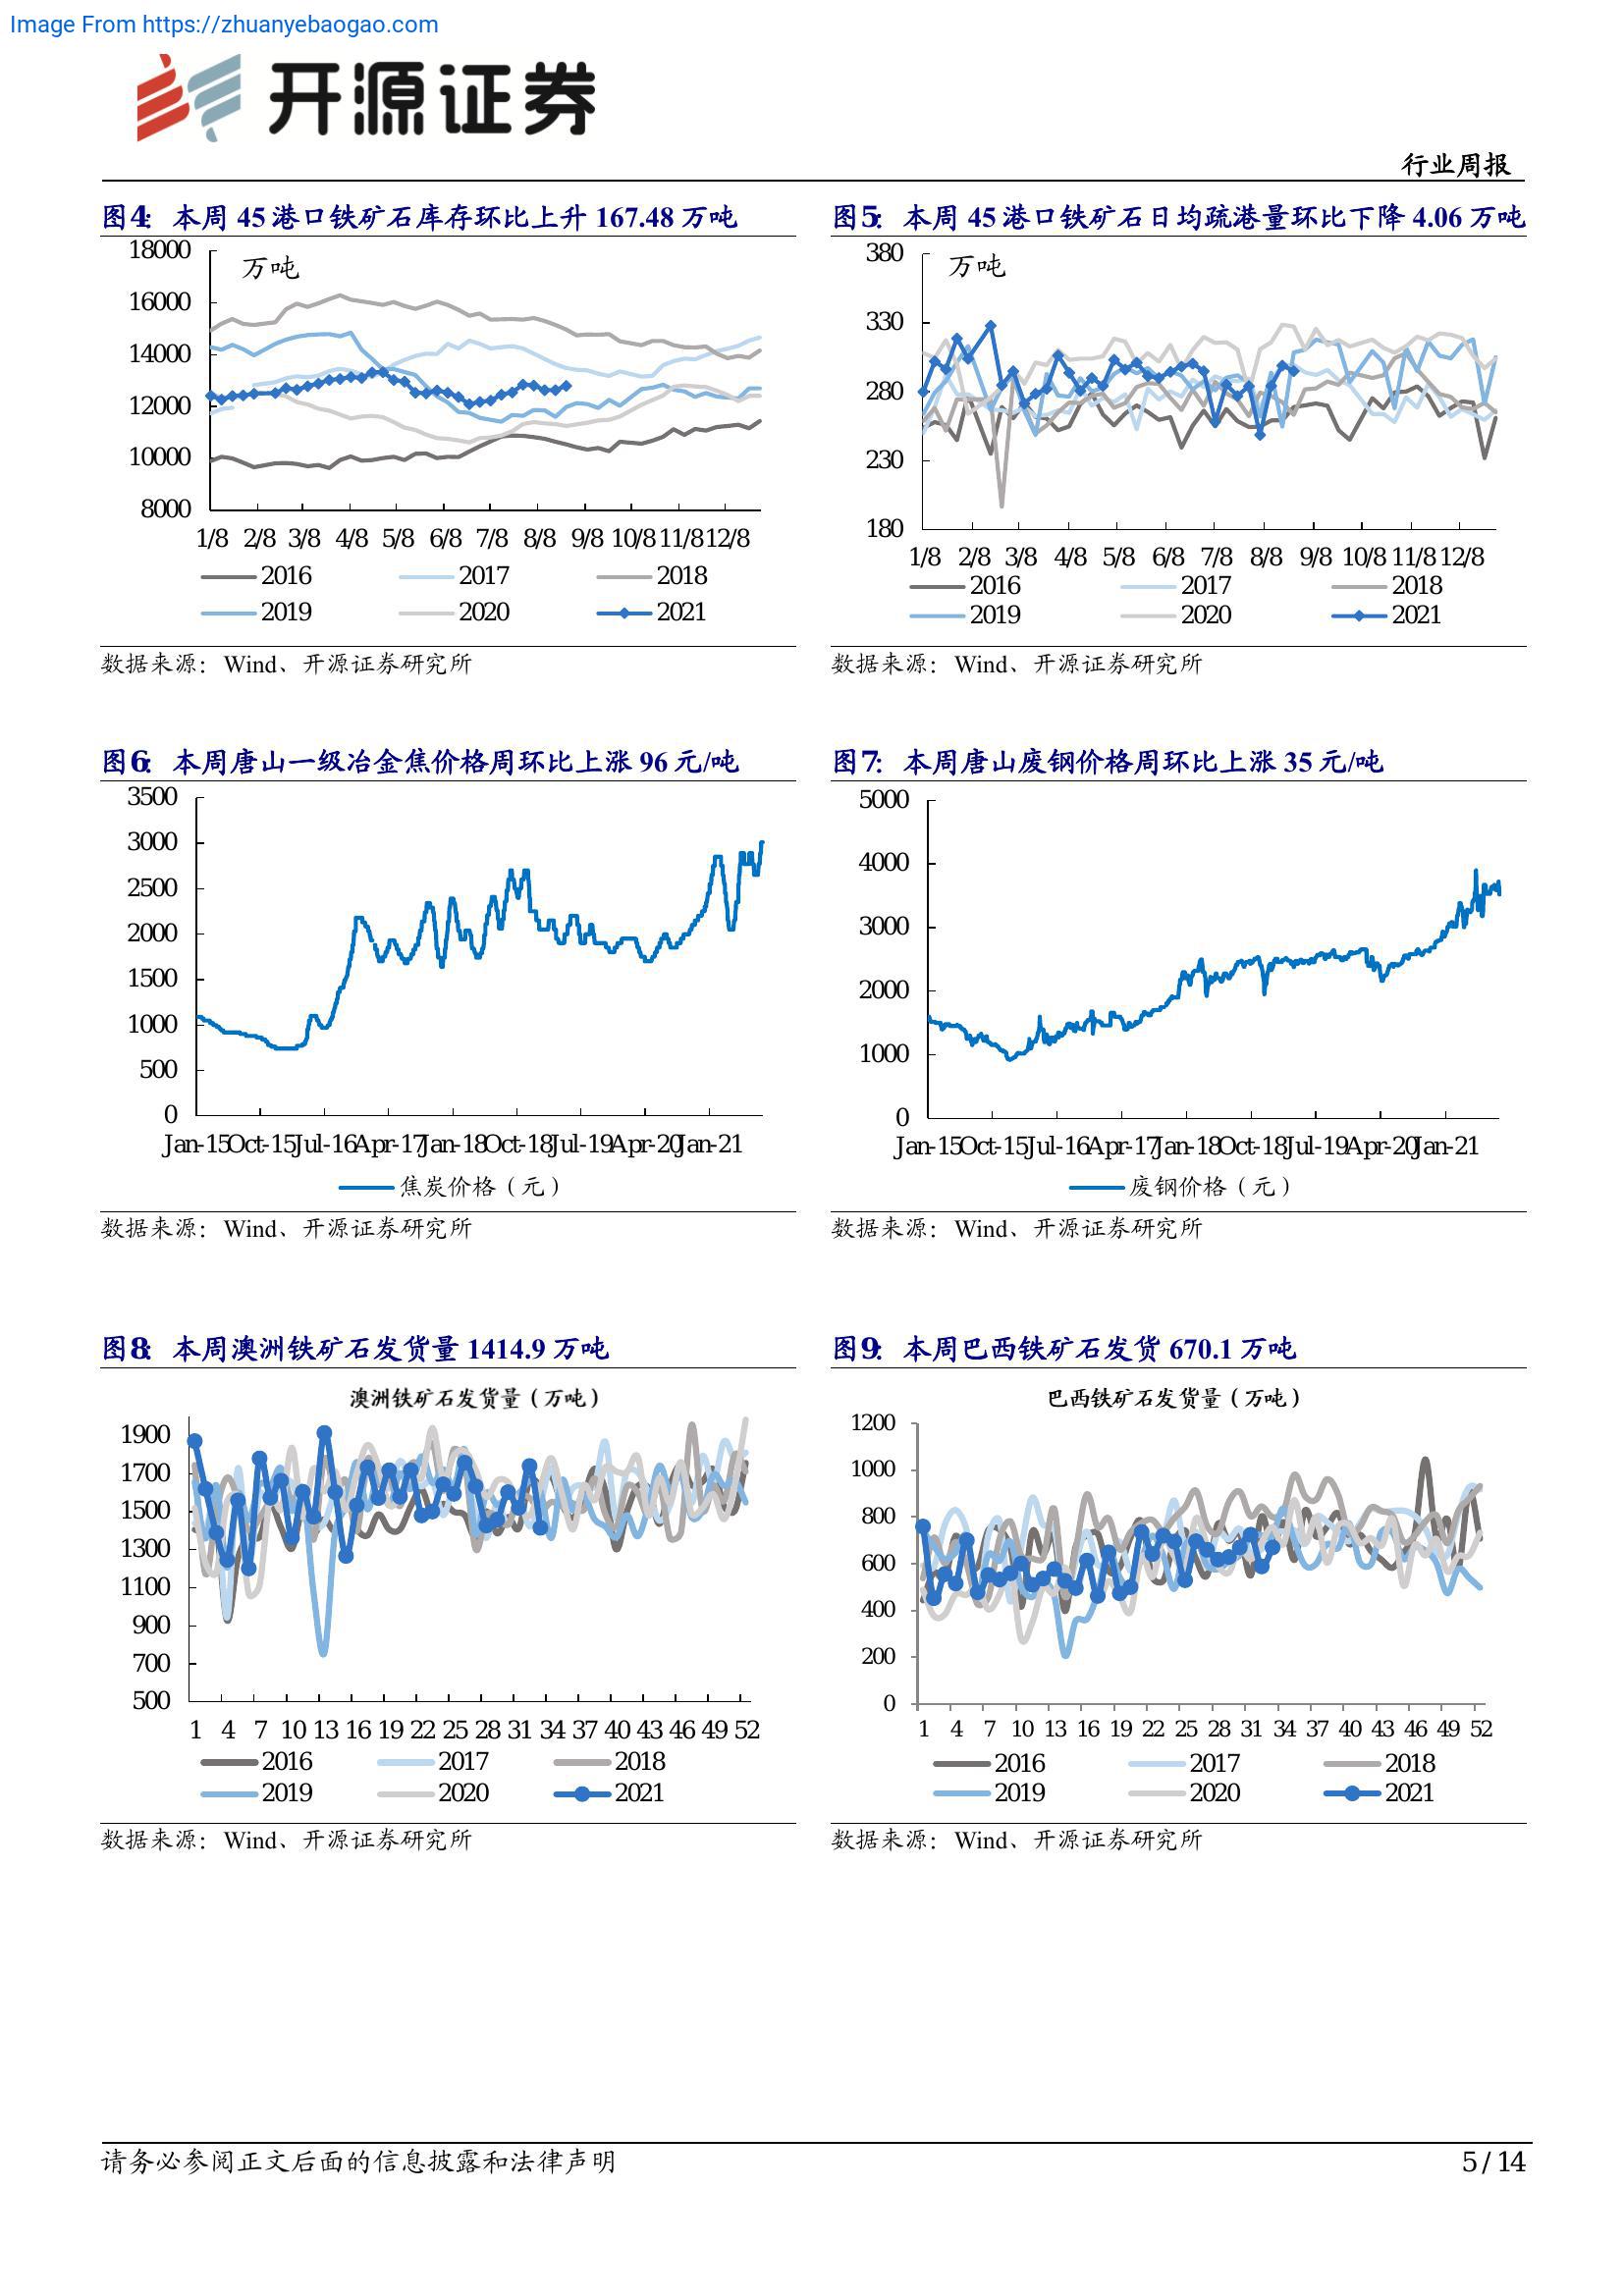 Image From https://zhuanyebaogao.com
开源证券
行业周报
图4： 本周 45 港口铁矿石库存环比上升 167.48 万吨
18000
万吨
16000
14000
12000
10000
8000
1/8 2/8 3/8 4/8 5/8 6/8 7/8 8/8 9/8 10/8 11/8 12/8
2016 2017 2018
2019 2020 2021
数据来源：Wind、开源证券研究所
图5： 本周 45 港口铁矿石日均疏港量环比下降 4.06 万吨
380
万吨
330
280
230
180
1/8 2/8 3/8 4/8 5/8 6/8 7/8 8/8 9/8 10/8 11/8 12/8
2016 2017 2018
2019 2020 2021
数据来源：Wind、开源证券研究所
图6： 本周唐山一级冶金焦价格周环比上涨 96 元/吨
3500
3000
2500
2000
1500
1000
500
0
Jan-15 Oct-15 Jul-16 Apr-17 Jan-18 Oct-18 Jul-19 Apr-20 Jan-21
焦炭价格（元）
数据来源：Wind、开源证券研究所
图7： 本周唐山废钢价格周环比上涨 35 元/吨
5000
4000
3000
2000
1000
0
Jan-15 Oct-15 Jul-16 Apr-17 Jan-18 Oct-18 Jul-19 Apr-20 Jan-21
废钢价格（元）
数据来源：Wind、开源证券研究所
图8： 本周澳洲铁矿石发货量 1414.9 万吨
澳洲铁矿石发货量（万吨）
1900
1700
1500
1300
1100
900
700
500
1 4 7 10 13 16 19 22 25 28 31 34 37 40 43 46 49 52
2016 2017 2018
2019 2020 2021
数据来源：Wind、开源证券研究所
图9： 本周巴西铁矿石发货 670.1 万吨
巴西铁矿石发货量（万吨）
1200
1000
800
600
400
200
0
1 4 7 10 13 16 19 22 25 28 31 34 37 40 43 46 49 52
2016 2017 2018
2019 2020 2021
数据来源：Wind、开源证券研究所
请务必参阅正文后面的信息披露和法律声明
5 / 14